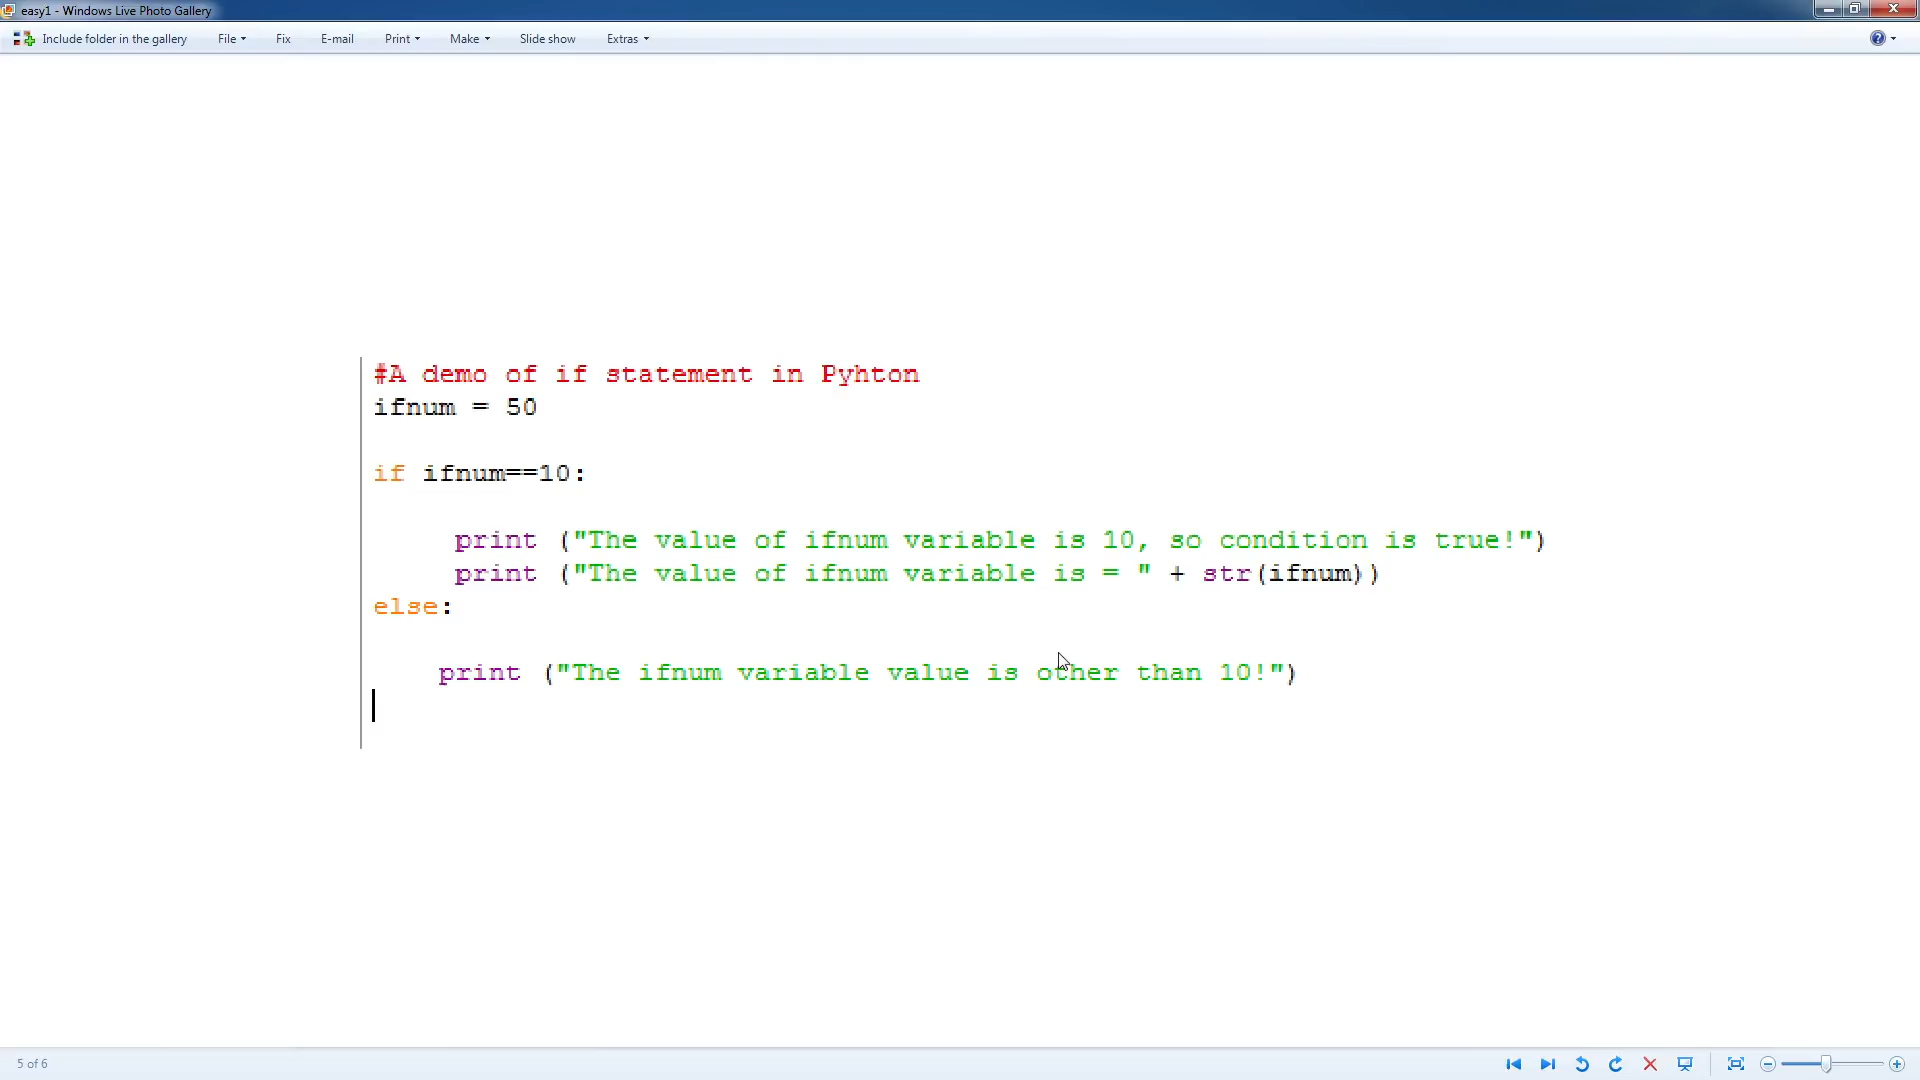 easy1 - Windows Live Photo Gallery
Include folder in the gallery File Fix E-mail Print Make Slide show Extras
#A demo of if statement in Pyhton
ifnum = 50
if ifnum==10:
print ("The value of ifnum variable is 10, so condition is true!")
print ("The value of ifnum variable is = " + str(ifnum))
else:
print ("The ifnum variable value is other than 10!")
5 of 6